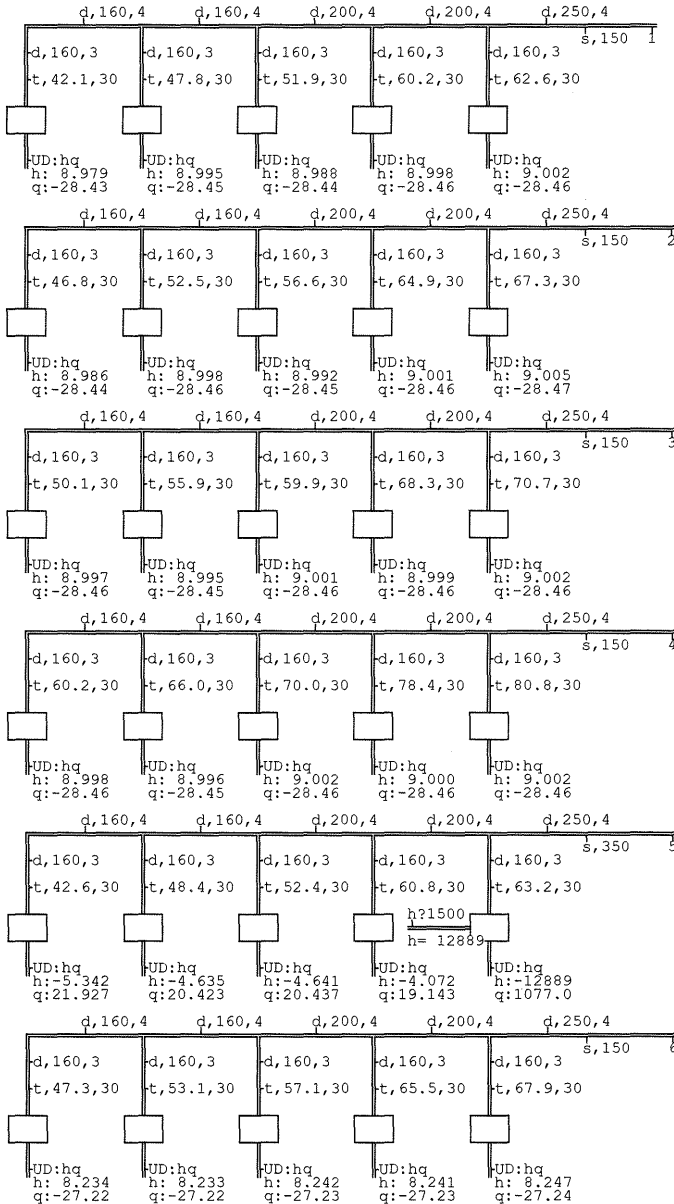 d,160,4 d,160,4 d,200,4 d,200,4 d,250,4
s,150 1
d,160,3 d,160,3 d,160,3 d,160,3 d,160,3
t,42.1,30 t,47.8,30 t,51.9,30 t,60.2,30 t,62.6,30
UD:hq UD:hq UD:hq UD:hq UD:hq
h: 8.979 h: 8.995 h: 8.988 h: 8.998 h: 9.002
q:-28.43 q:-28.45 q:-28.44 q:-28.46 q:-28.46
d,160,4 d,160,4 d,200,4 d,200,4 d,250,4
s,150 2
d,160,3 d,160,3 d,160,3 d,160,3 d,160,3
t,46.8,30 t,52.5,30 t,56.6,30 t,64.9,30 t,67.3,30
UD:hq UD:hq UD:hq UD:hq UD:hq
h: 8.986 h: 8.998 h: 8.992 h: 9.001 h: 9.005
q:-28.44 q:-28.46 q:-28.45 q:-28.46 q:-28.47
d,160,4 d,160,4 d,200,4 d,200,4 d,250,4
s,150 3
d,160,3 d,160,3 d,160,3 d,160,3 d,160,3
t,50.1,30 t,55.9,30 t,59.9,30 t,68.3,30 t,70.7,30
UD:hq UD:hq UD:hq UD:hq UD:hq
h: 8.997 h: 8.995 h: 9.001 h: 8.999 h: 9.002
q:-28.46 q:-28.45 q:-28.46 q:-28.46 q:-28.46
d,160,4 d,160,4 d,200,4 d,200,4 d,250,4
s,150 4
d,160,3 d,160,3 d,160,3 d,160,3 d,160,3
t,60.2,30 t,66.0,30 t,70.0,30 t,78.4,30 t,80.8,30
UD:hq UD:hq UD:hq UD:hq UD:hq
h: 8.998 h: 8.996 h: 9.002 h: 9.000 h: 9.002
q:-28.46 q:-28.45 q:-28.46 q:-28.46 q:-28.46
d,160,4 d,160,4 d,200,4 d,200,4 d,250,4
s,350 5
d,160,3 d,160,3 d,160,3 d,160,3 d,160,3
t,42.6,30 t,48.4,30 t,52.4,30 t,60.8,30 t,63.2,30
h?1500
h= 12889
UD:hq UD:hq UD:hq UD:hq UD:hq
h:-5.342 h:-4.635 h:-4.641 h:-4.072 h:-12889
q:21.927 q:20.423 q:20.437 q:19.143 q:1077.0
d,160,4 d,160,4 d,200,4 d,200,4 d,250,4
s,150 6
d,160,3 d,160,3 d,160,3 d,160,3 d,160,3
t,47.3,30 t,53.1,30 t,57.1,30 t,65.5,30 t,67.9,30
UD:hq UD:hq UD:hq UD:hq UD:hq
h: 8.234 h: 8.233 h: 8.242 h: 8.241 h: 8.247
q:-27.22 q:-27.22 q:-27.23 q:-27.23 q:-27.24